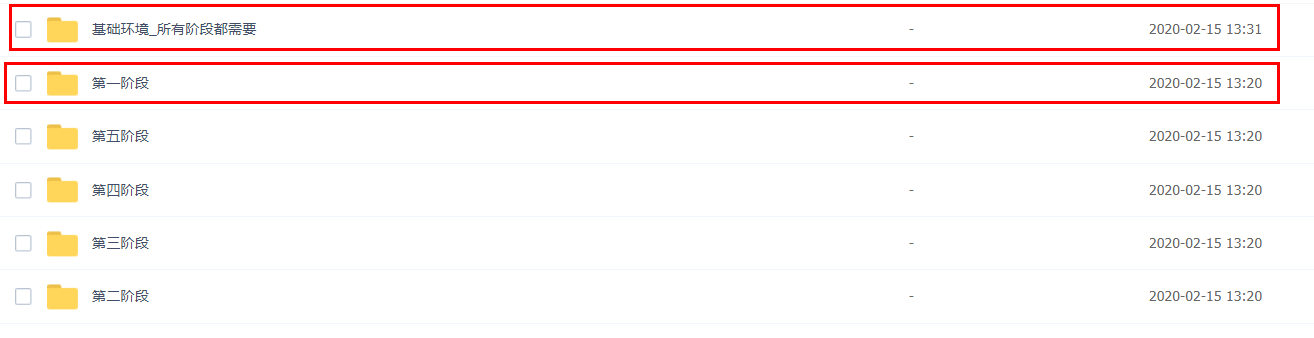 基础环境_所有阶段都需要 - 2020-02-15 13:31
第一阶段 - 2020-02-15 13:20
第五阶段 - 2020-02-15 13:20
第四阶段 - 2020-02-15 13:20
第三阶段 - 2020-02-15 13:20
第二阶段 - 2020-02-15 13:20